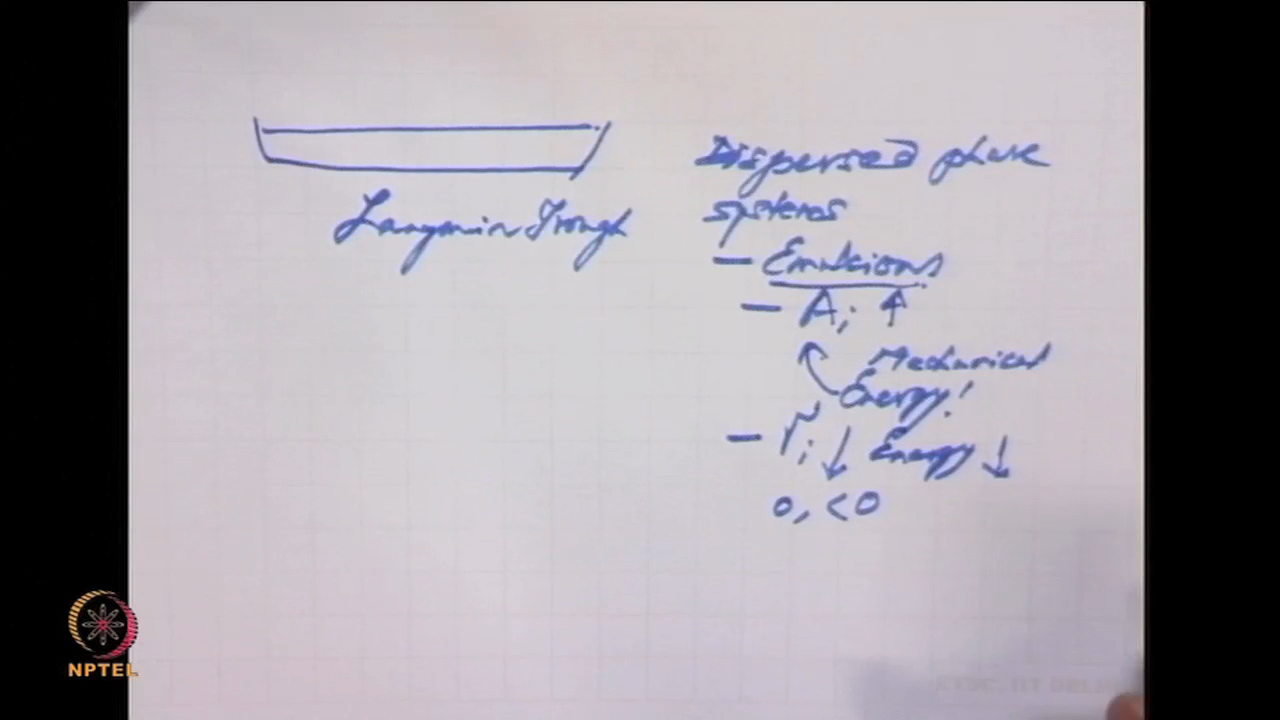 Langmuir Trough
Dispersed phase
systems
- Emulsions
- A; ↑
Mechanical
Energy!
- γ; ↓ Energy ↓
0, <0
NPTEL